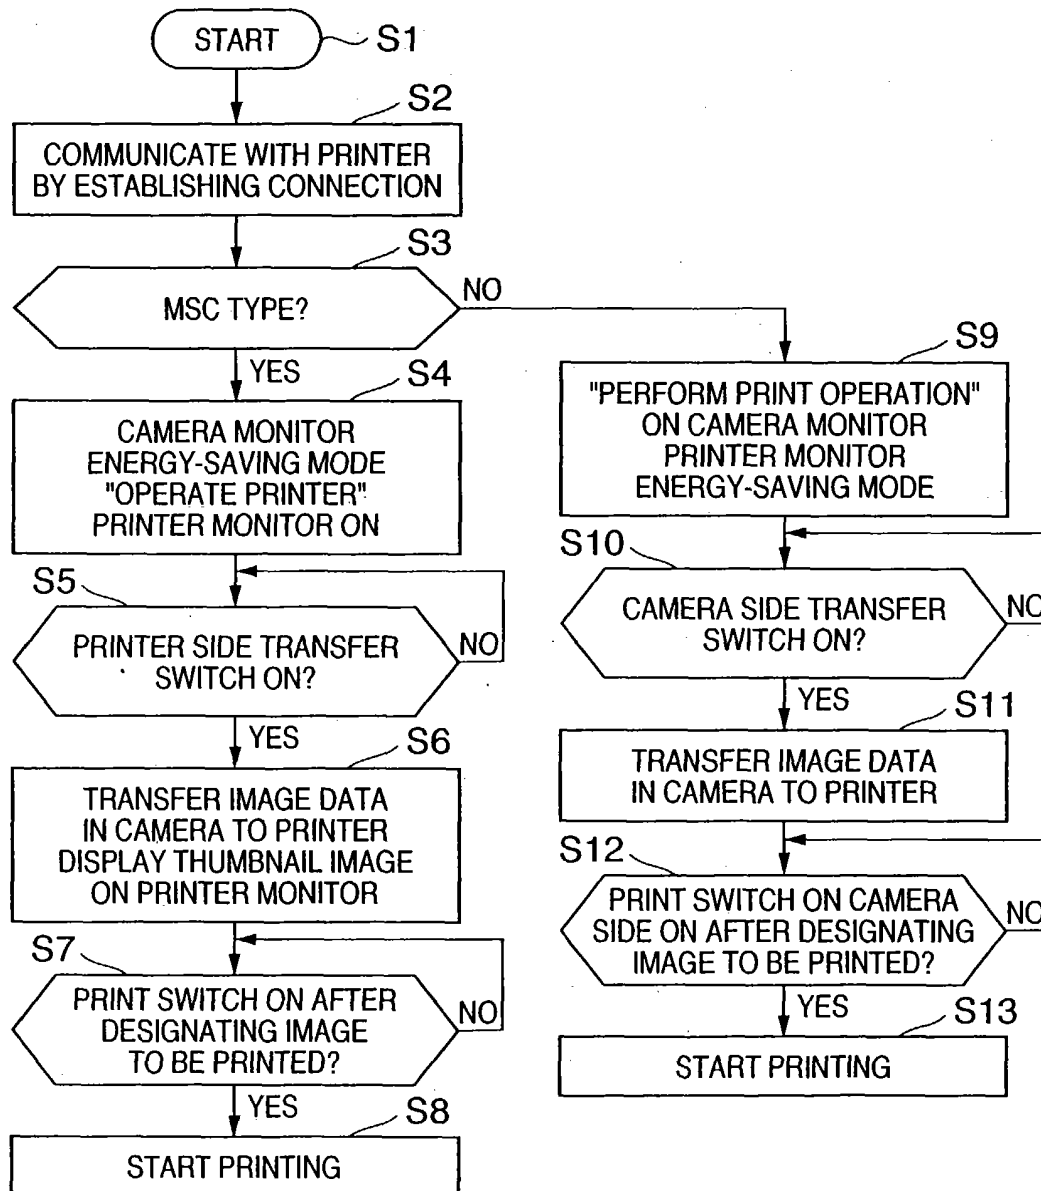 START
S1
S2
COMMUNICATE WITH PRINTER
BY ESTABLISHING CONNECTION
S3
MSC TYPE?
NO
YES
S4
CAMERA MONITOR
ENERGY-SAVING MODE
"OPERATE PRINTER"
PRINTER MONITOR ON
S5
PRINTER SIDE TRANSFER
SWITCH ON?
NO
YES
S6
TRANSFER IMAGE DATA
IN CAMERA TO PRINTER
DISPLAY THUMBNAIL IMAGE
ON PRINTER MONITOR
S7
PRINT SWITCH ON AFTER
DESIGNATING IMAGE
TO BE PRINTED?
NO
YES
S8
START PRINTING
S9
"PERFORM PRINT OPERATION"
ON CAMERA MONITOR
PRINTER MONITOR
ENERGY-SAVING MODE
S10
CAMERA SIDE TRANSFER
SWITCH ON?
NO
YES
S11
TRANSFER IMAGE DATA
IN CAMERA TO PRINTER
S12
PRINT SWITCH ON CAMERA
SIDE ON AFTER DESIGNATING
IMAGE TO BE PRINTED?
NO
YES
S13
START PRINTING